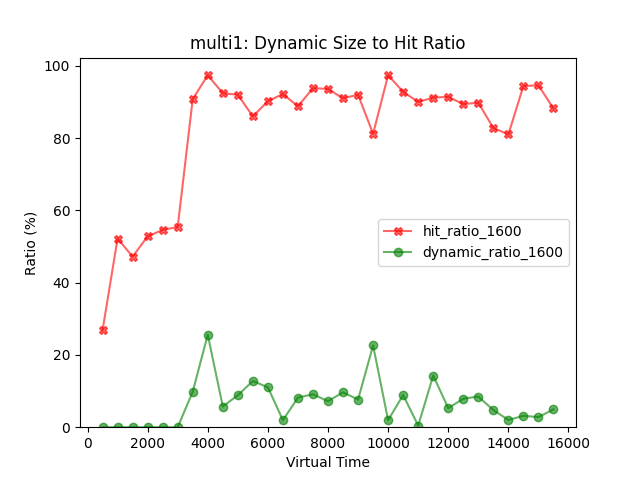 multi1: Dynamic Size to Hit Ratio
100
80
60
40
20
0
Ratio (%)
hit_ratio_1600
dynamic_ratio_1600
0 2000 4000 6000 8000 10000 12000 14000 16000
Virtual Time